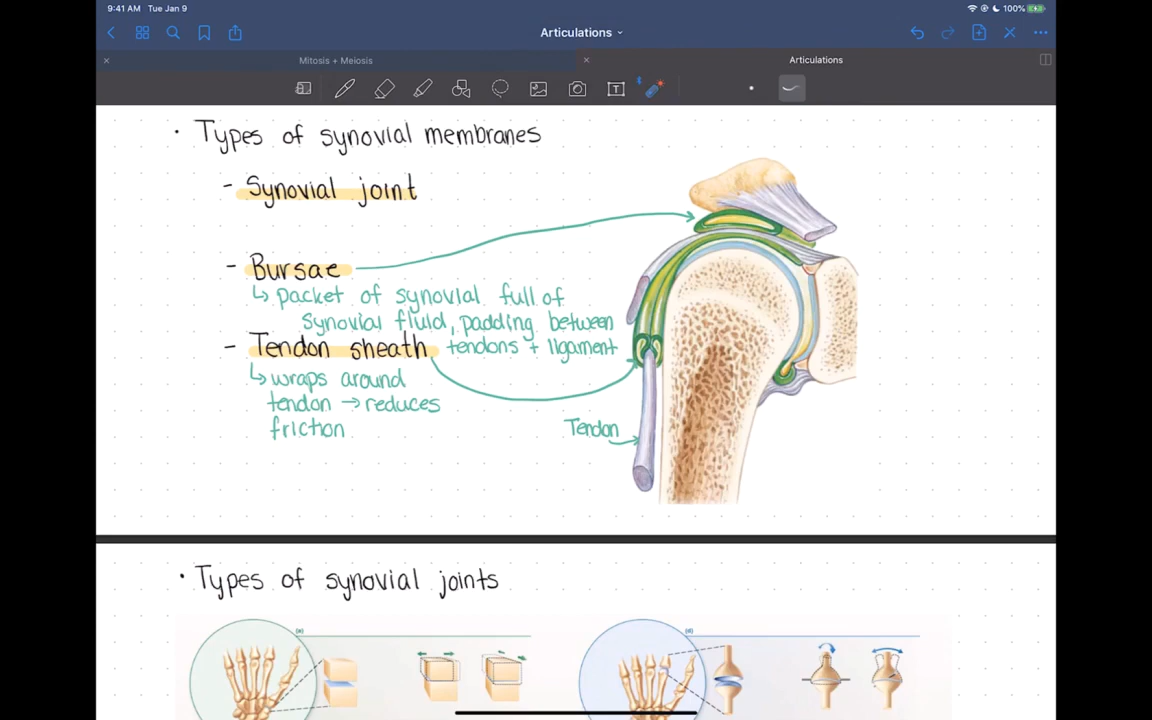 9:41 AM Tue Jan 9
100%
Articulations
Mitosis + Meiosis
Articulations
T
• Types of synovial membranes
- Synovial joint
- Bursae
↳ packet of synovial full of
synovial fluid, padding between
tendons + ligament
- Tendon sheath
↳ wraps around
tendon → reduces
friction
Tendon
• Types of synovial joints
(a)
(d)